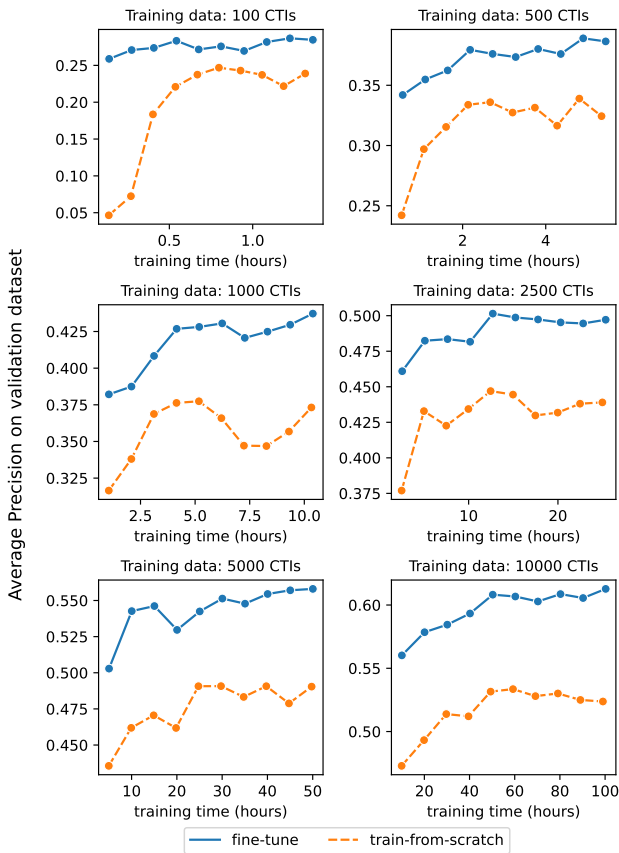 Training data: 100 CTIs
Training data: 500 CTIs
0.25
0.20
0.15
0.10
0.05
0.35
0.30
0.25
0.5 1.0
2 4
training time (hours)
training time (hours)
Average Precision on validation dataset
Training data: 1000 CTIs
Training data: 2500 CTIs
0.425
0.400
0.375
0.350
0.325
0.500
0.475
0.450
0.425
0.400
0.375
2.5 5.0 7.5 10.0
10 20
training time (hours)
training time (hours)
Training data: 5000 CTIs
Training data: 10000 CTIs
0.550
0.525
0.500
0.475
0.450
0.60
0.55
0.50
10 20 30 40 50
20 40 60 80 100
training time (hours)
training time (hours)
fine-tune
train-from-scratch